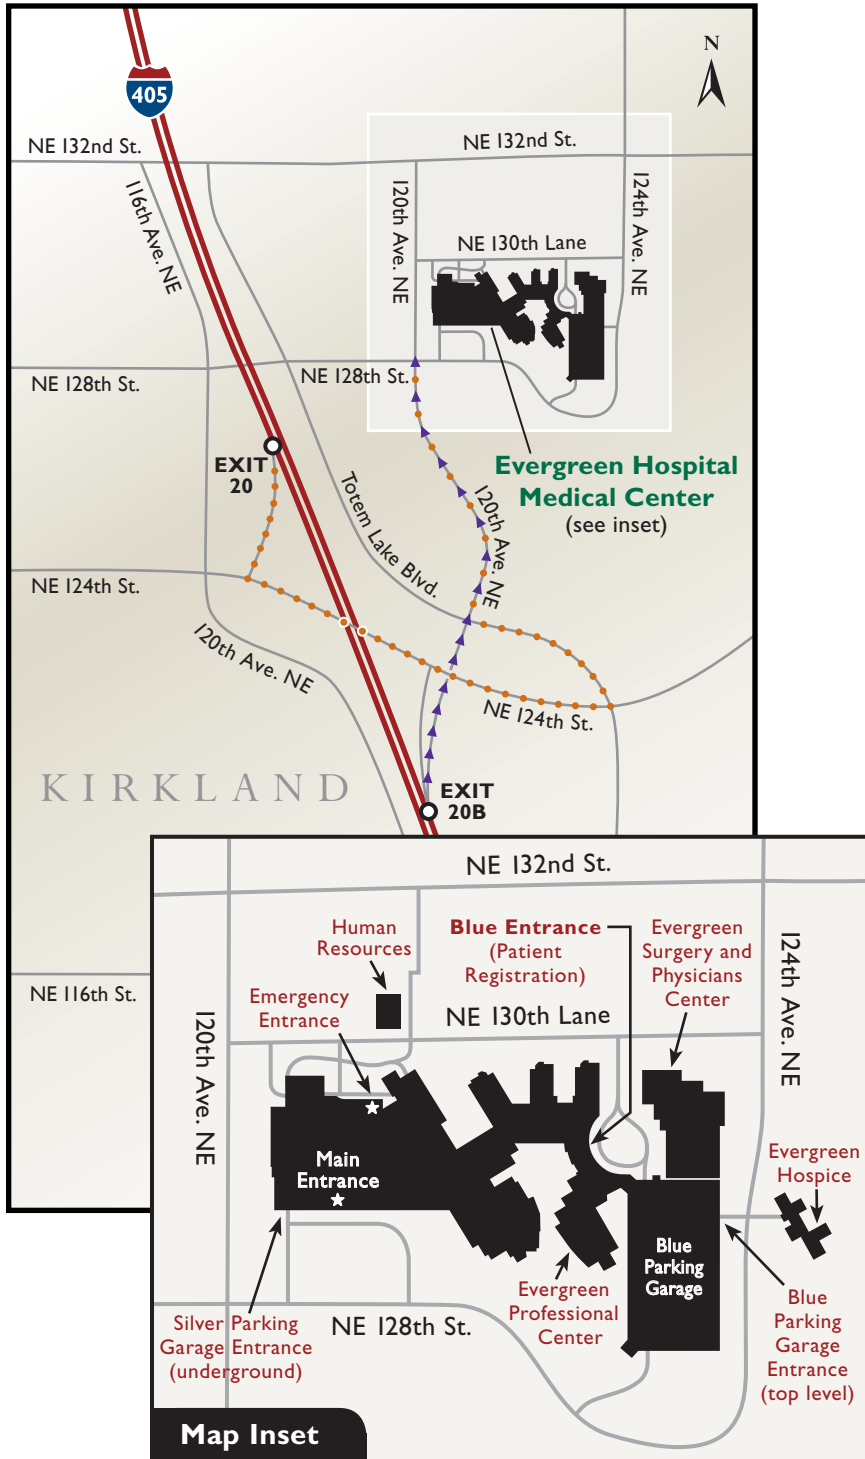 N
405
NE 132nd St.
NE 132nd St.
116th Ave. NE
120th Ave. NE
124th Ave. NE
NE 130th Lane
NE 128th St.
NE 128th St.
EXIT
20
Evergreen Hospital
Medical Center
(see inset)
Totem Lake Blvd.
120th Ave. NE
NE 124th St.
120th Ave. NE
NE 124th St.
KIRKLAND
EXIT
20B
NE 116th St.
NE 132nd St.
Human
Resources
Blue Entrance
(Patient
Registration)
Evergreen
Surgery and
Physicians
Center
124th Ave. NE
Emergency
Entrance
NE 130th Lane
120th Ave. NE
Main
Entrance
Evergreen
Hospice
Blue
Parking
Garage
Evergreen
Professional
Center
Silver Parking
Garage Entrance
(underground)
NE 128th St.
Blue
Parking
Garage
Entrance
(top level)
Map Inset